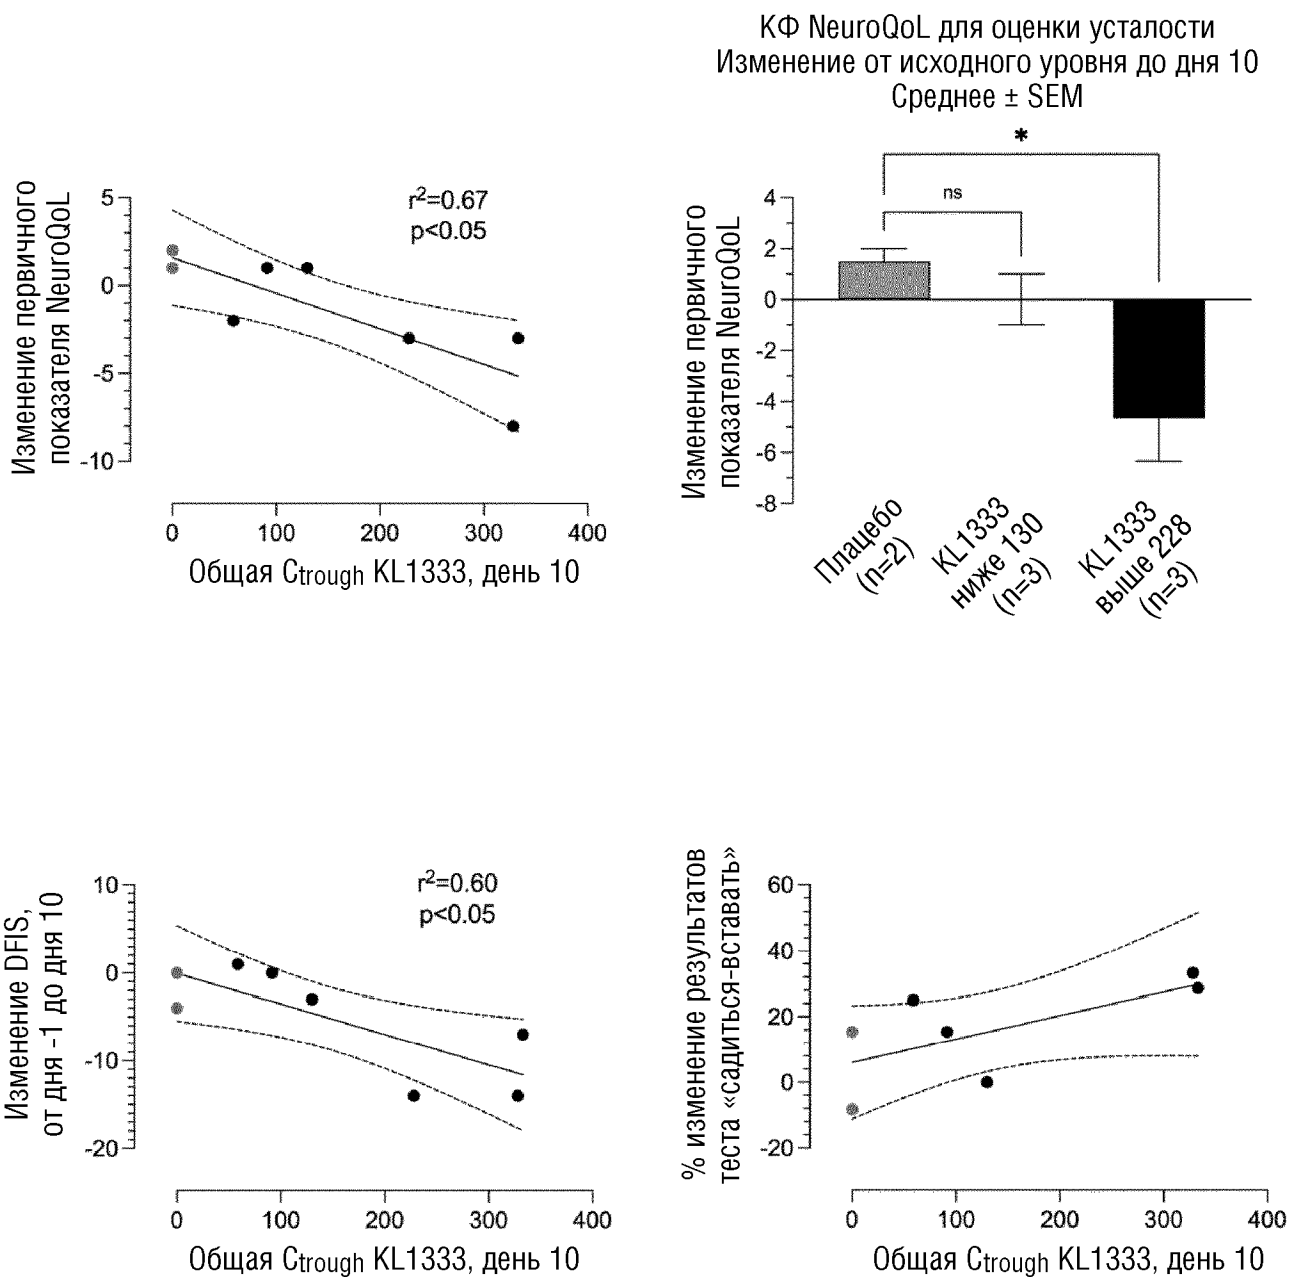 КФ NeuroQoL для оценки усталости
Изменение от исходного уровня до дня 10
Среднее ± SEM
*
ns
r²=0.67
p<0.05
Изменение первичного
показателя NeuroQoL
5
0
-5
-10
0 100 200 300 400
Общая Ctrough KL1333, день 10
Изменение первичного
показателя NeuroQoL
4
2
0
-2
-4
-6
-8
Плацебо
(n=2)
KL1333
ниже 130
(n=3)
KL1333
выше 228
(n=3)
r²=0.60
p<0.05
Изменение DFIS,
от дня -1 до дня 10
10
0
-10
-20
0 100 200 300 400
Общая Ctrough KL1333, день 10
% изменение результатов
теста «садиться-вставать»
60
40
20
0
-20
0 100 200 300 400
Общая Ctrough KL1333, день 10